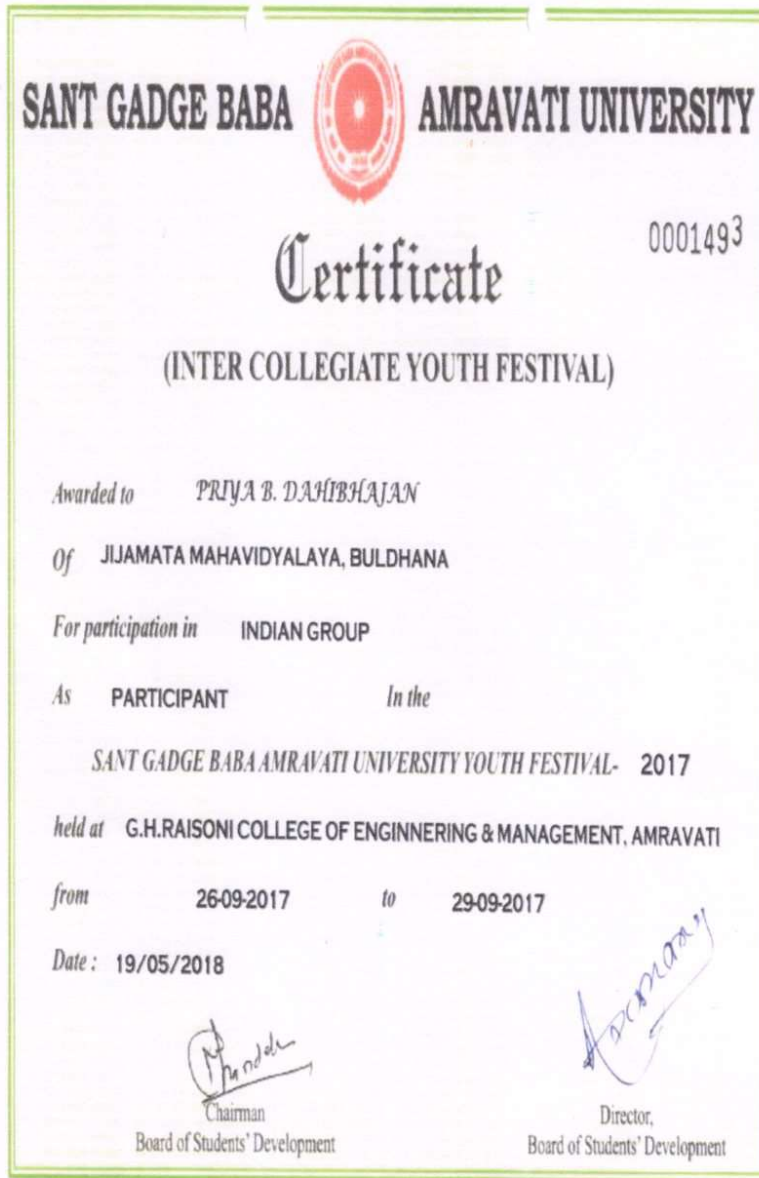 SANT GADGE BABA AMRAVATI UNIVERSITY
0001493
Certificate
(INTER COLLEGIATE YOUTH FESTIVAL)
Awarded to PRIYA B. DAHIBHAJAN
Of JIJAMATA MAHAVIDYALAYA, BULDHANA
For participation in INDIAN GROUP
As PARTICIPANT In the
SANT GADGE BABA AMRAVATI UNIVERSITY YOUTH FESTIVAL- 2017
held at G.H.RAISONI COLLEGE OF ENGINNERING & MANAGEMENT, AMRAVATI
from 26-09-2017 to 29-09-2017
Date : 19/05/2018
Chairman
Board of Students' Development
Director,
Board of Students' Development